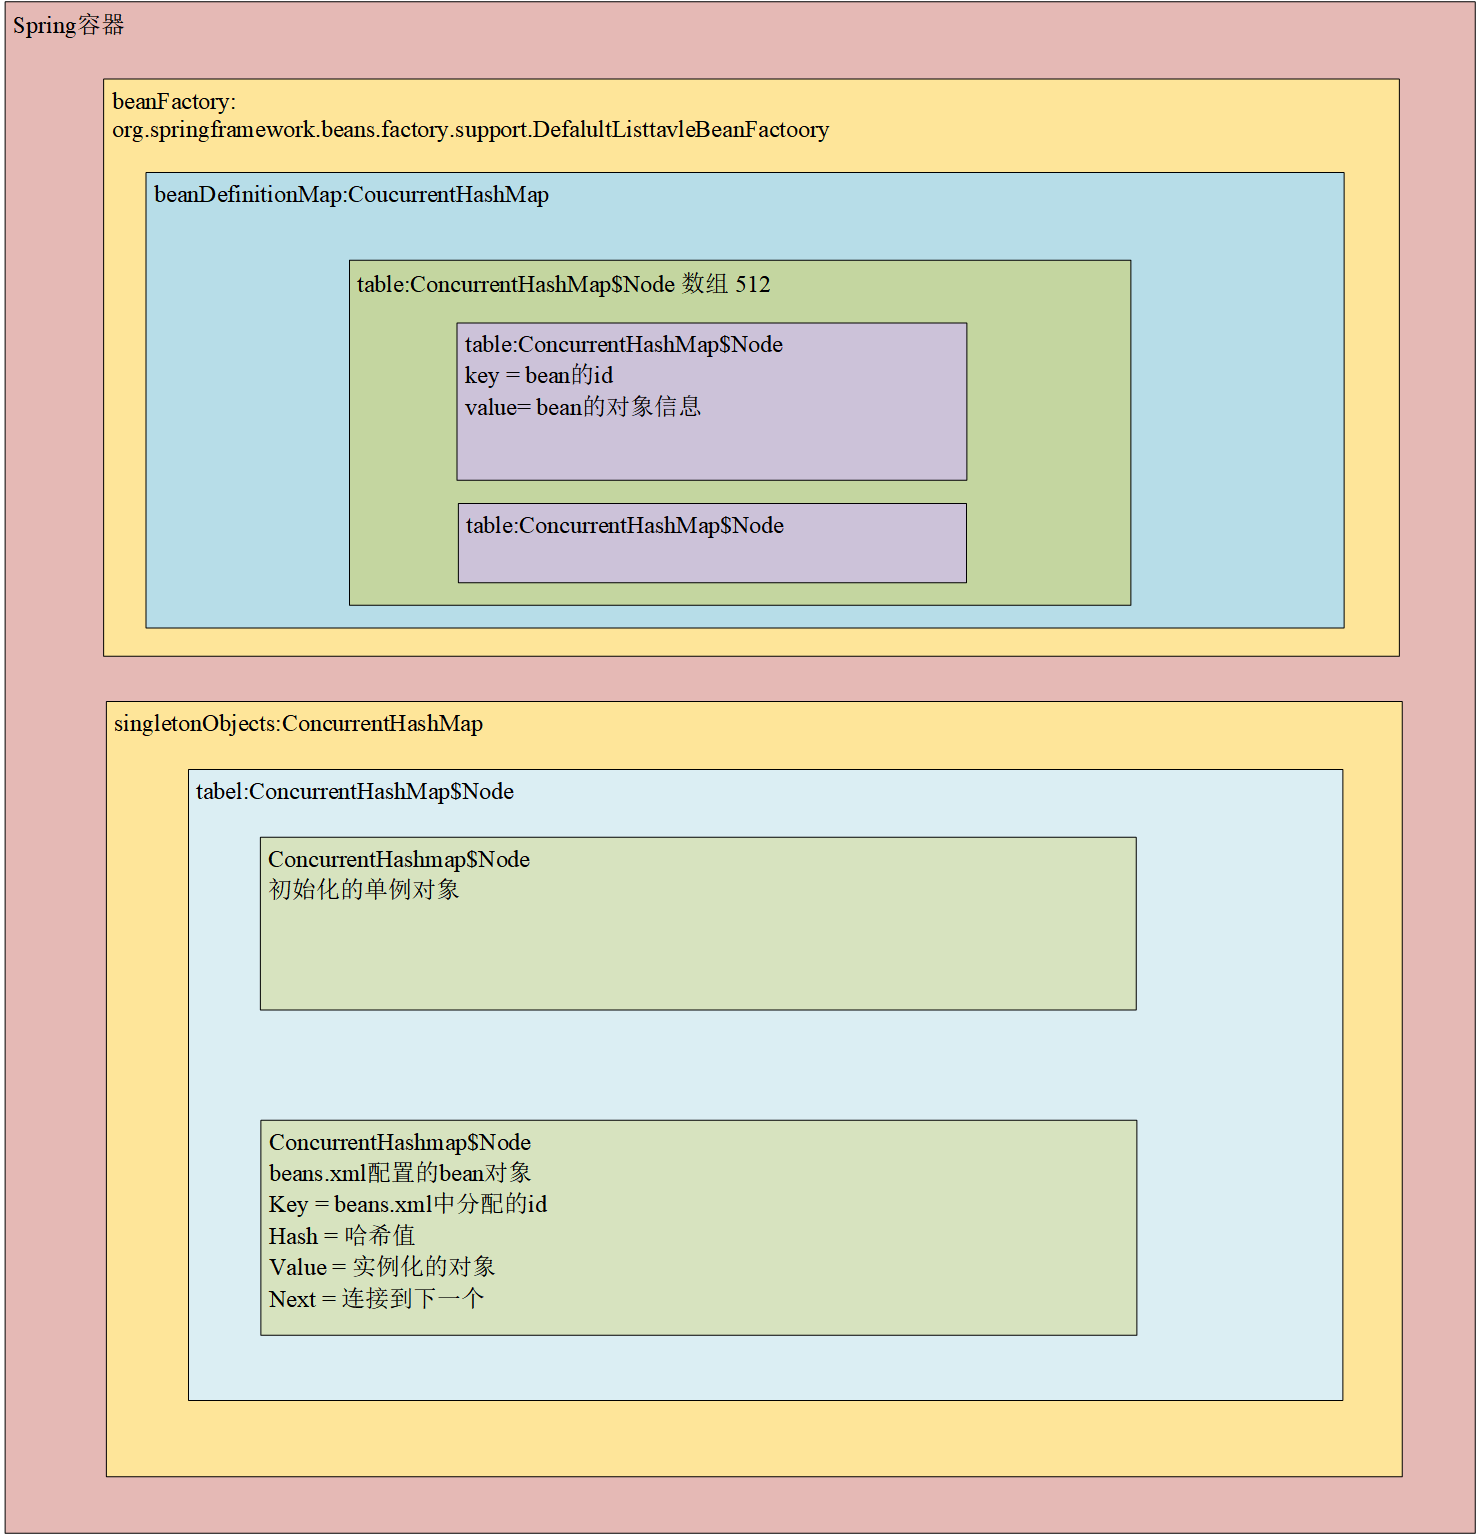 Spring容器
beanFactory:
org.springframework.beans.factory.support.DefalultListtavleBeanFactoory
beanDefinitionMap:CoucurrentHashMap
table:ConcurrentHashMap$Node 数组 512
table:ConcurrentHashMap$Node
key = bean的id
value= bean的对象信息
table:ConcurrentHashMap$Node
singletonObjects:ConcurrentHashMap
tabel:ConcurrentHashMap$Node
ConcurrentHashmap$Node
初始化的单例对象
ConcurrentHashmap$Node
beans.xml配置的bean对象
Key = beans.xml中分配的id
Hash = 哈希值
Value = 实例化的对象
Next = 连接到下一个